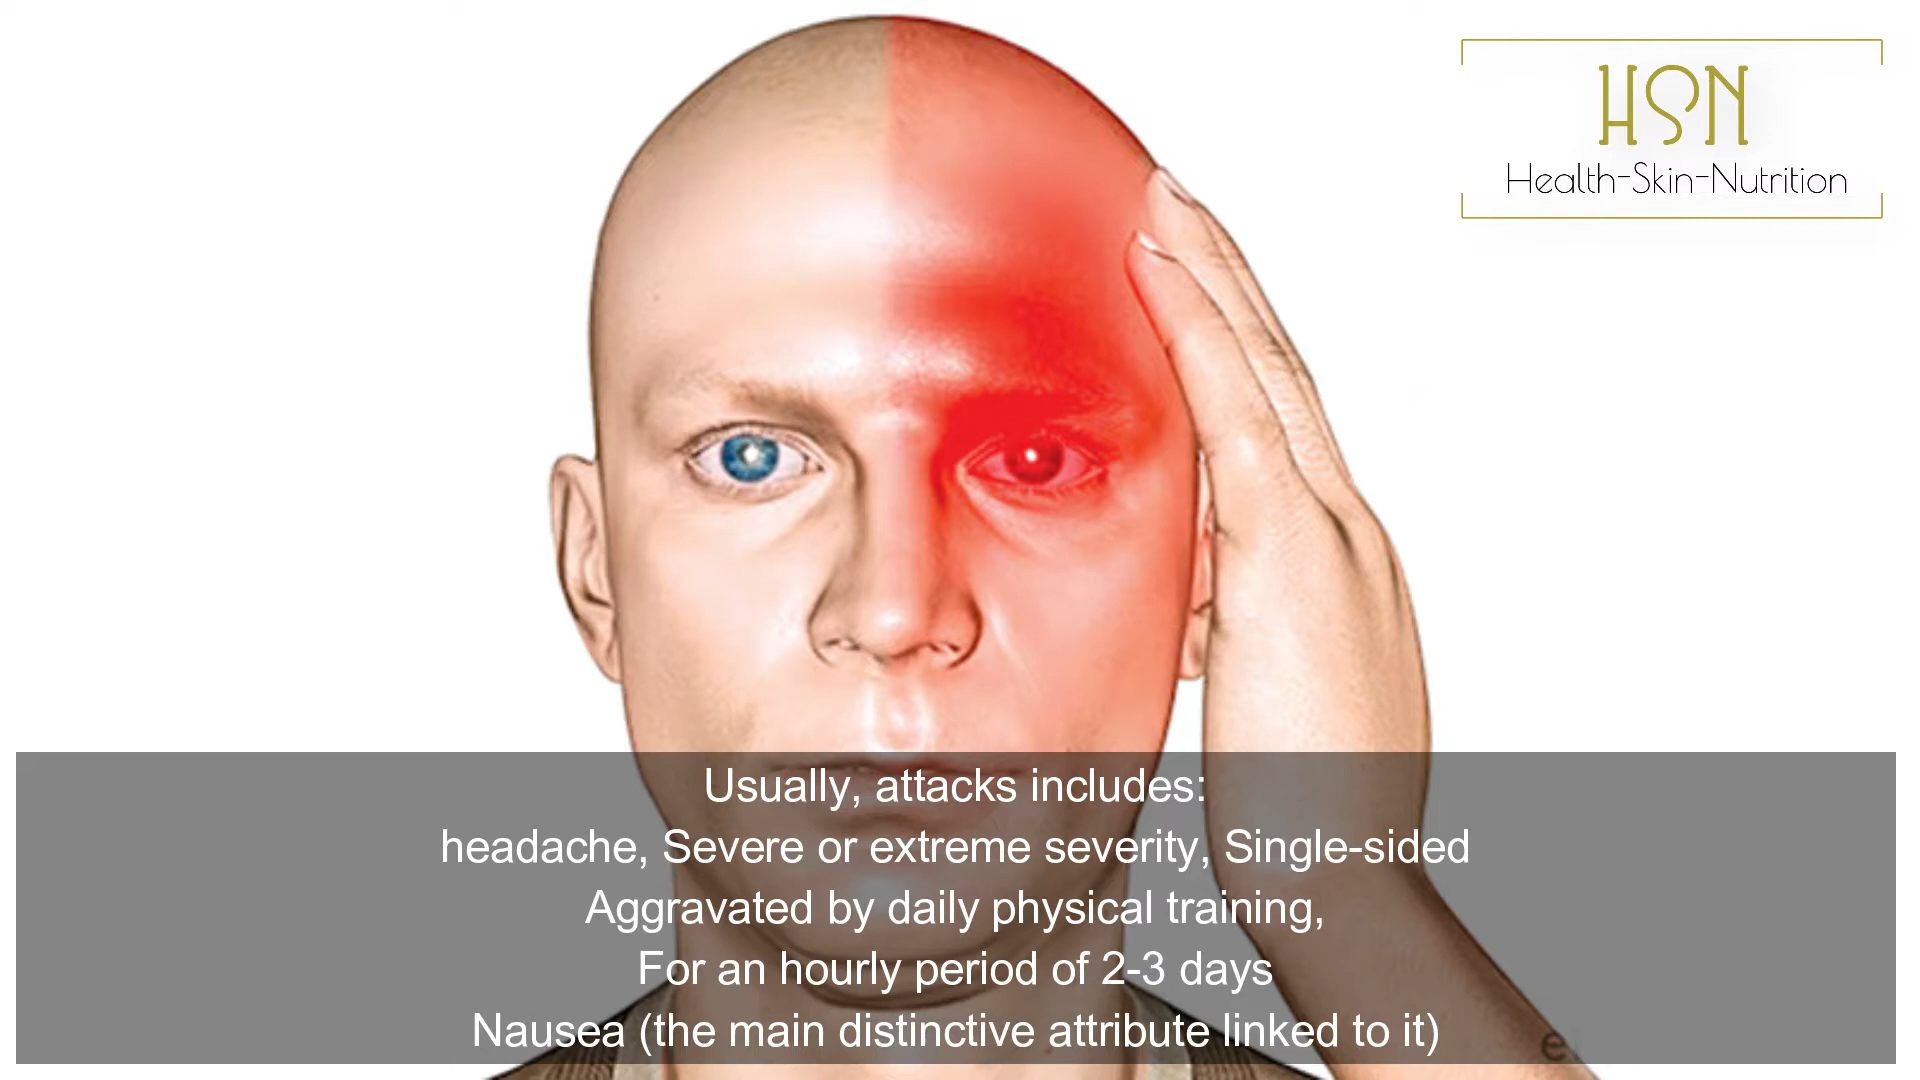 HSN
Health-Skin-Nutrition
Usually, attacks includes:
headache, Severe or extreme severity, Single-sided
Aggravated by daily physical training,
For an hourly period of 2-3 days
Nausea (the main distinctive attribute linked to it)